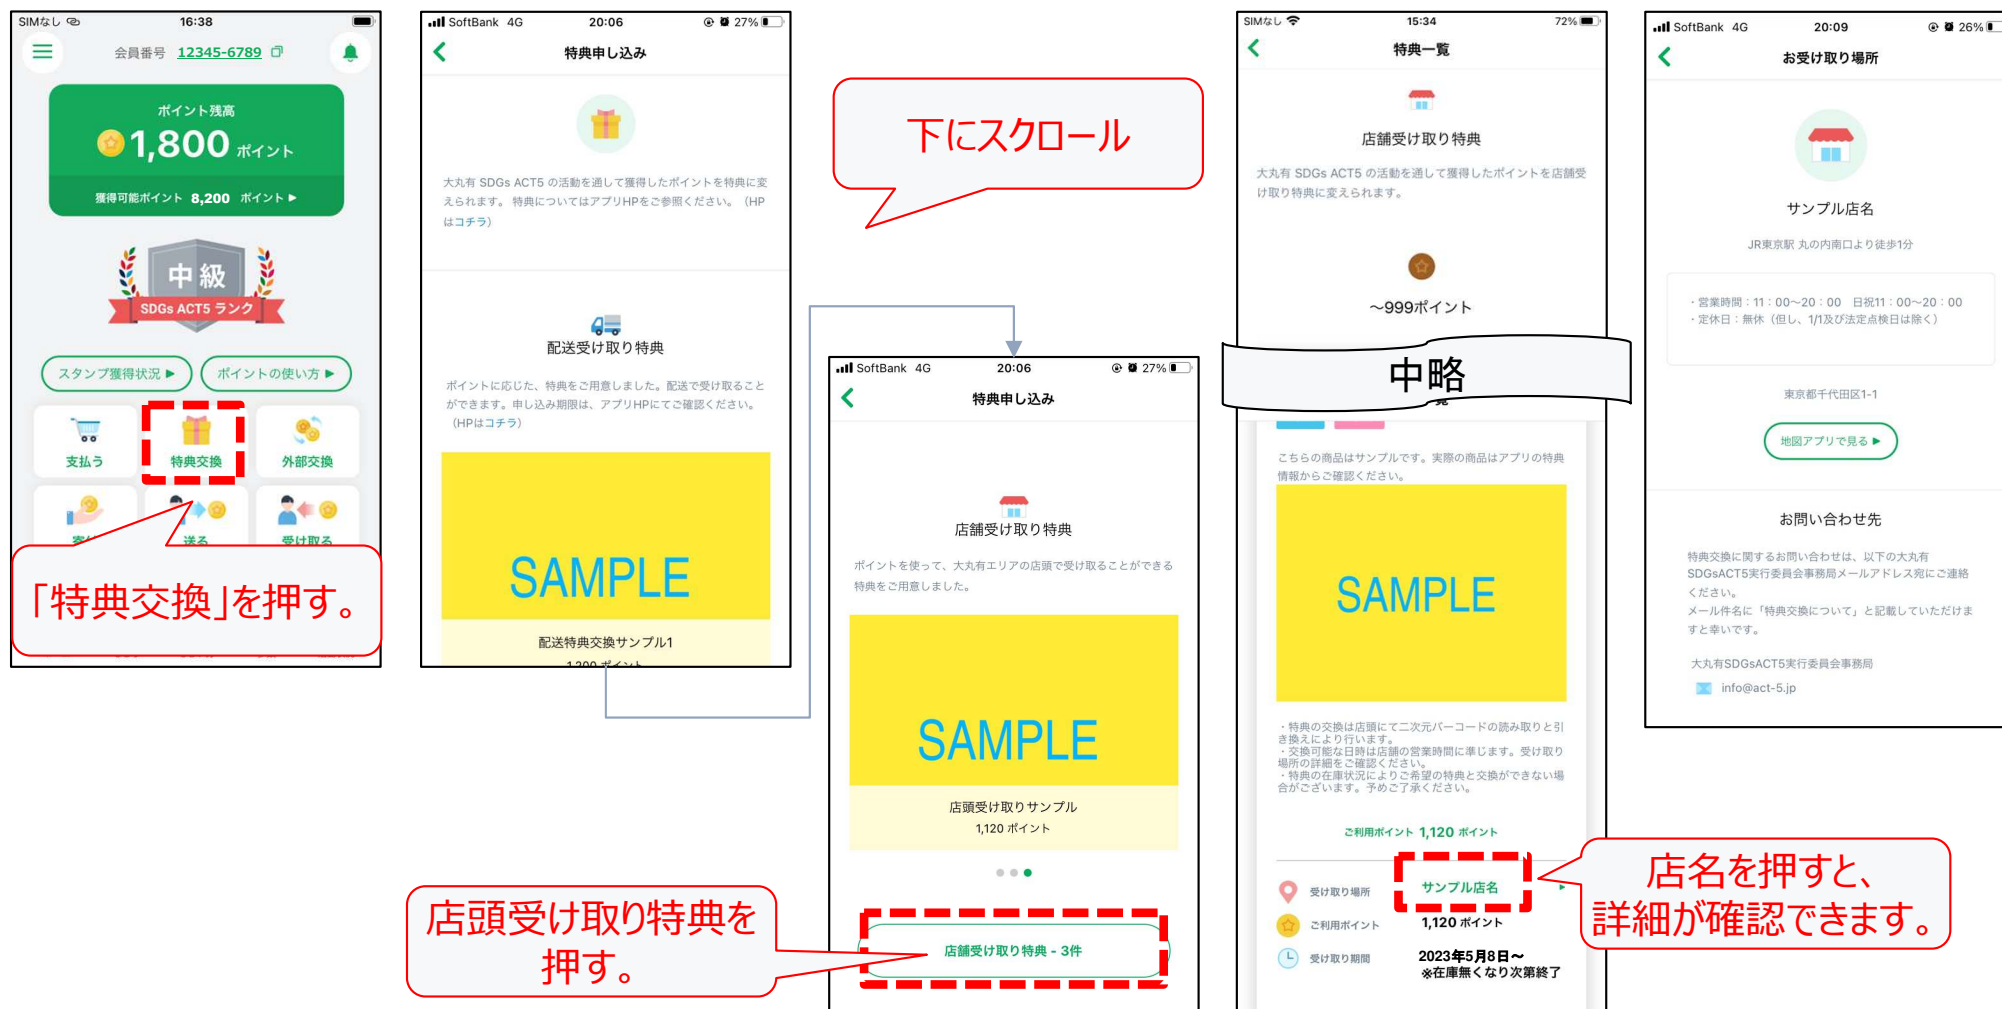 SIMなし
16:38
会員番号 12345-6789
ポイント残高
1,800 ポイント
獲得可能ポイント 8,200 ポイント ▶
中級
SDGs ACT5 ランク
スタンプ獲得状況 ▶
ポイントの使い方 ▶
支払う
特典交換
外部交換
送る
受け取る
「特典交換」を押す。
SoftBank 4G
20:06
27%
特典申し込み
大丸有 SDGs ACT5 の活動を通して獲得したポイントを特典に変
えられます。 特典についてはアプリHPをご参照ください。（HP
はコチラ）
配送受け取り特典
ポイントに応じた、特典をご用意しました。配送で受け取ること
ができます。申し込み期限は、アプリHPにてご確認ください。
（HPはコチラ）
SAMPLE
配送特典交換サンプル1
1,200 ポイント
下にスクロール
SoftBank 4G
20:06
27%
特典申し込み
店舗受け取り特典
ポイントを使って、大丸有エリアの店頭で受け取ることができる
特典をご用意しました。
SAMPLE
店頭受け取りサンプル
1,120 ポイント
店舗受け取り特典 - 3件
店頭受け取り特典を
押す。
SIMなし
15:34
72%
特典一覧
店舗受け取り特典
大丸有 SDGs ACT5 の活動を通して獲得したポイントを店舗受
け取り特典に変えられます。
～999ポイント
中略
こちらの商品はサンプルです。実際の商品はアプリの特典
情報からご確認ください。
SAMPLE
・特典の交換は店頭にて二次元バーコードの読み取りと引
き換えにより行います。
・交換可能な日時は店舗の営業時間に準じます。受け取り
場所の詳細をご確認ください。
・特典の在庫状況によりご希望の特典と交換ができない場
合がございます。予めご了承ください。
ご利用ポイント 1,120 ポイント
受け取り場所 サンプル店名 ▶
ご利用ポイント 1,120 ポイント
受け取り期間 2023年5月8日～
※在庫無くなり次第終了
店名を押すと、
詳細が確認できます。
SoftBank 4G
20:09
26%
お受け取り場所
サンプル店名
JR東京駅 丸の内南口より徒歩1分
・営業時間：11：00～20：00　日祝11：00～20：00
・定休日：無休（但し、1/1及び法定点検日は除く）
東京都千代田区1-1
地図アプリで見る ▶
お問い合わせ先
特典交換に関するお問い合わせは、以下の大丸有
SDGsACT5実行委員会事務局メールアドレス宛にご連絡
ください。
メール件名に「特典交換について」と記載していただけま
すと幸いです。
大丸有SDGsACT5実行委員会事務局
info@act-5.jp